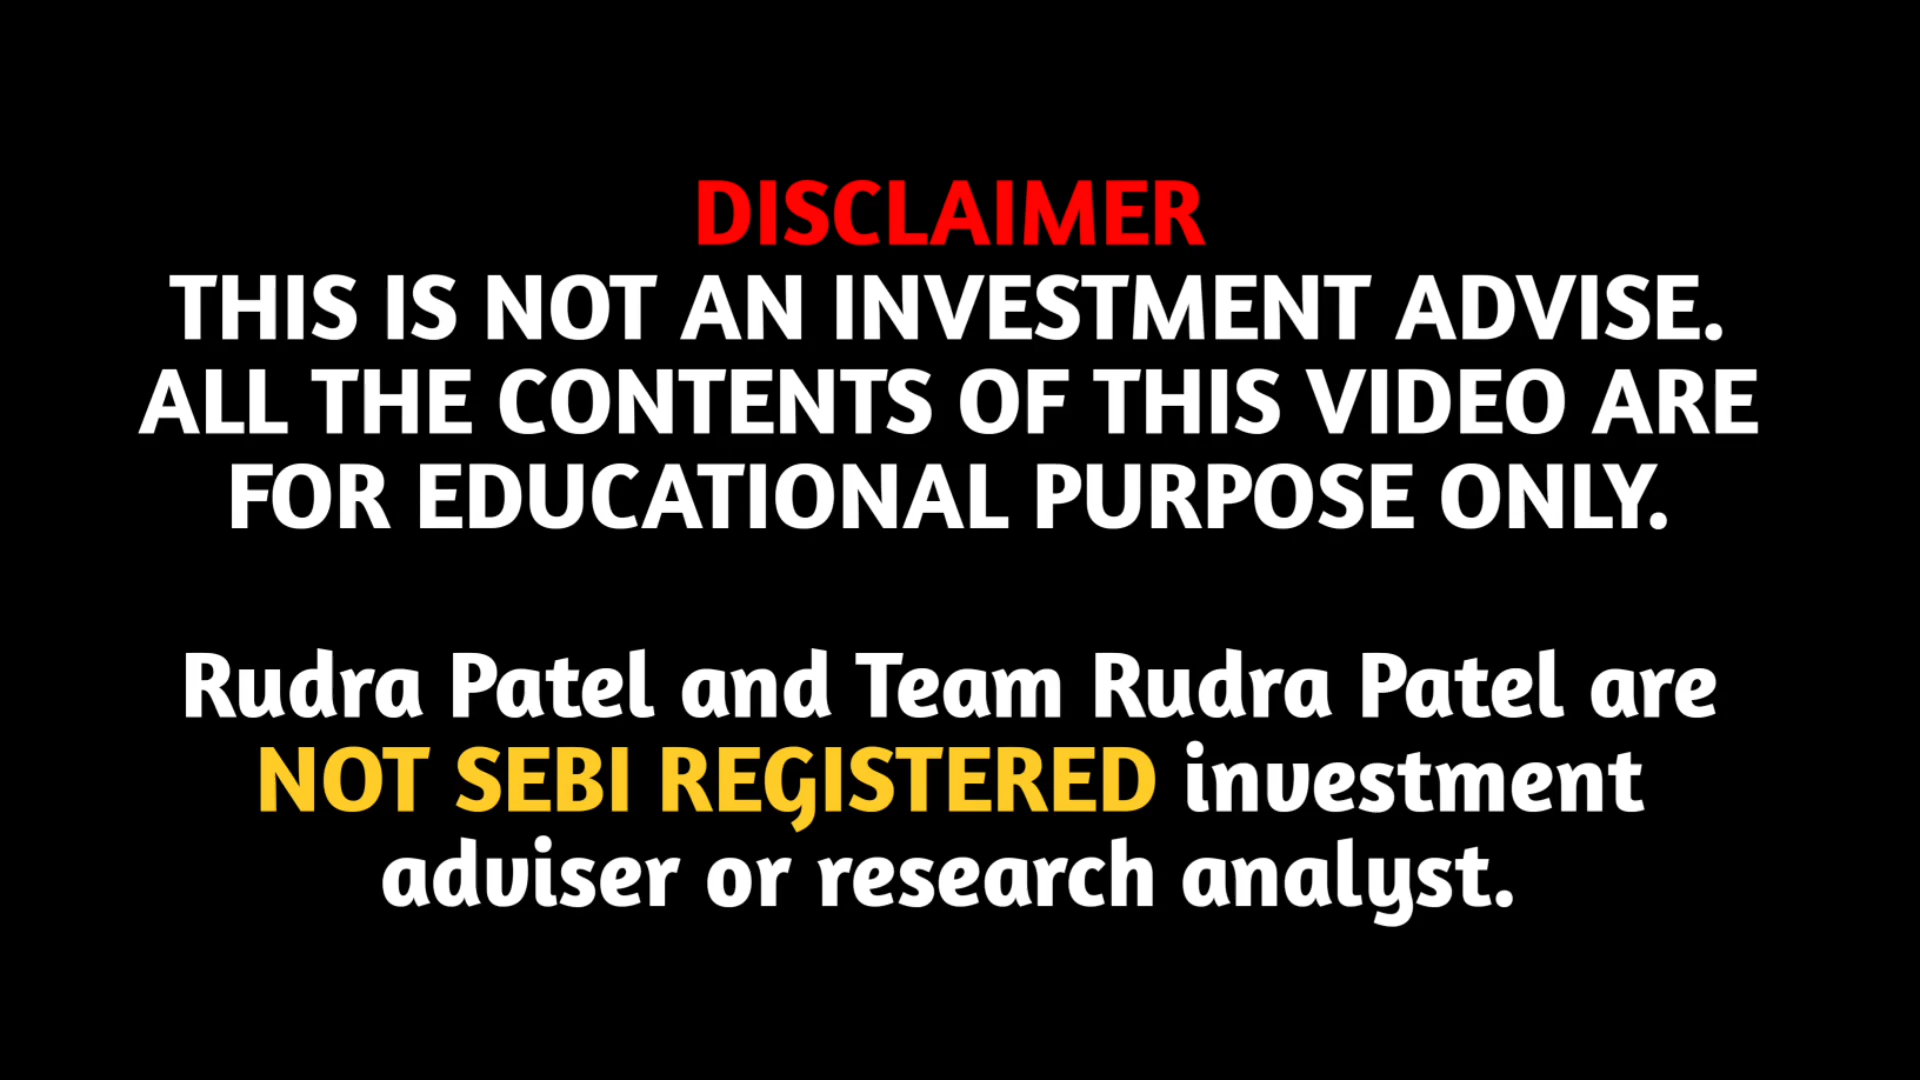 DISCLAIMER
THIS IS NOT AN INVESTMENT ADVISE.
ALL THE CONTENTS OF THIS VIDEO ARE
FOR EDUCATIONAL PURPOSE ONLY.
Rudra Patel and Team Rudra Patel are
NOT SEBI REGISTERED investment
adviser or research analyst.